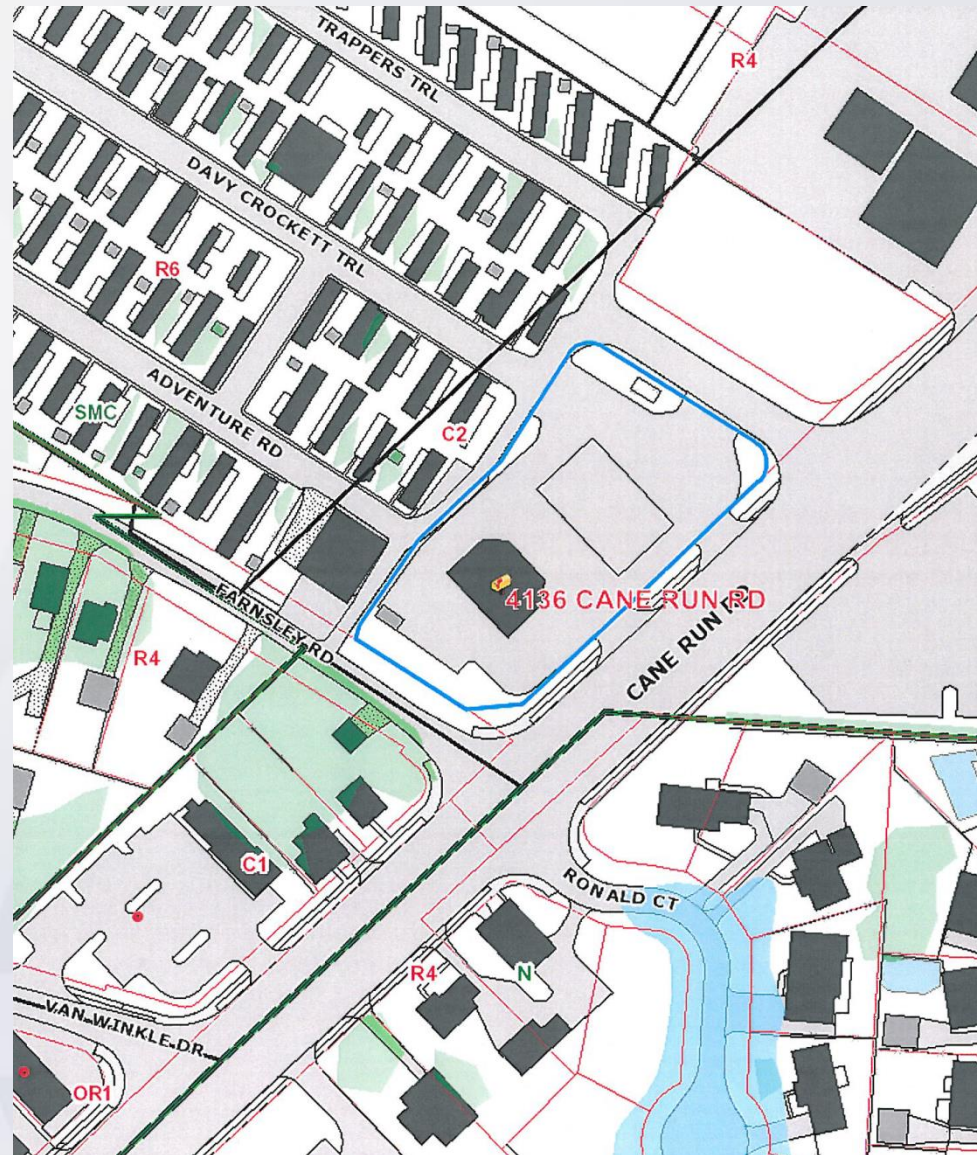 TRAPPERS TRL
R4
DAVY CROCKETT TRL
R6
ADVENTURE RD
SMC
C2
4136 CANE RUN RD
FARNSLEY RD
CANE RUN RD
R4
C1
RONALD CT
R4
N
VAN WINKLE DR
OR1